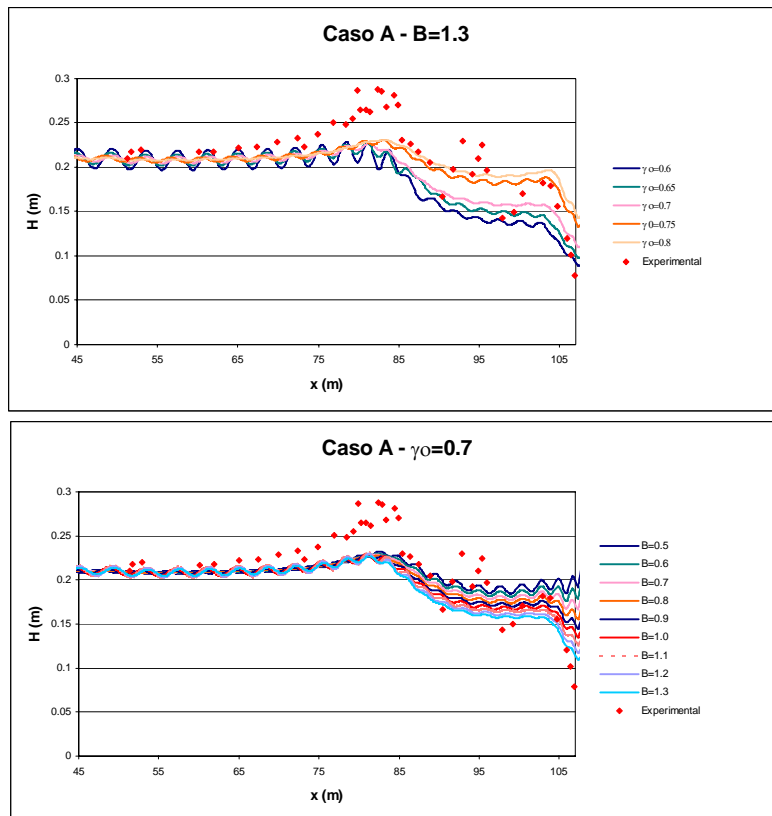 Caso A - B=1.3
0.3
0.25
0.2
0.15
0.1
0.05
0
H (m)
45
55
65
75
85
95
105
x (m)
γo=0.6
γo=0.65
γo=0.7
γo=0.75
γo=0.8
Experimental
Caso A - γo=0.7
0.3
0.25
0.2
0.15
0.1
0.05
0
H (m)
45
55
65
75
85
95
105
x (m)
B=0.5
B=0.6
B=0.7
B=0.8
B=0.9
B=1.0
B=1.1
B=1.2
B=1.3
Experimental